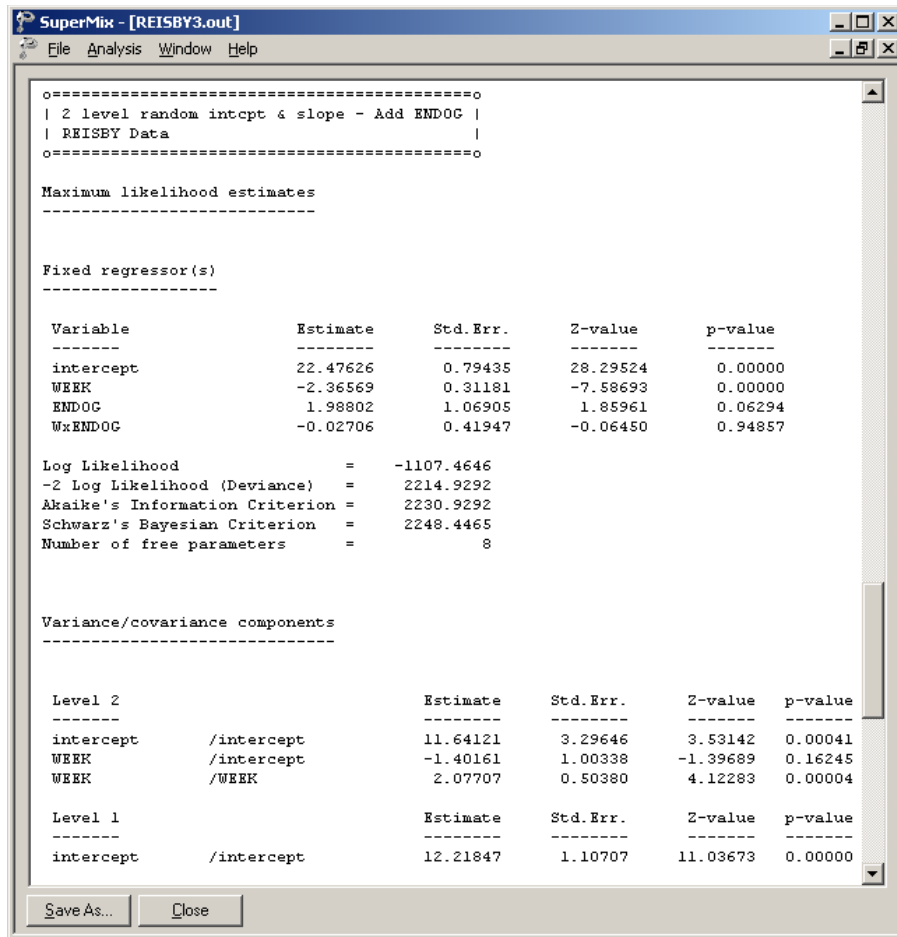 SuperMix - [REISBY3.out]
File Analysis Window Help
o===========================================o
| 2 level random intcpt & slope - Add ENDOG |
| REISBY Data |
o===========================================o
Maximum likelihood estimates
----------------------------
Fixed regressor(s)
------------------
Variable Estimate Std.Err. Z-value p-value
------- -------- -------- ------- -------
intercept 22.47626 0.79435 28.29524 0.00000
WEEK -2.36569 0.31181 -7.58693 0.00000
ENDOG 1.98802 1.06905 1.85961 0.06294
WxENDOG -0.02706 0.41947 -0.06450 0.94857
Log Likelihood = -1107.4646
-2 Log Likelihood (Deviance) = 2214.9292
Akaike's Information Criterion = 2230.9292
Schwarz's Bayesian Criterion = 2248.4465
Number of free parameters = 8
Variance/covariance components
------------------------------
Level 2 Estimate Std.Err. Z-value p-value
------- -------- -------- ------- -------
intercept /intercept 11.64121 3.29646 3.53142 0.00041
WEEK /intercept -1.40161 1.00338 -1.39689 0.16245
WEEK /WEEK 2.07707 0.50380 4.12283 0.00004
Level 1 Estimate Std.Err. Z-value p-value
------- -------- -------- ------- -------
intercept /intercept 12.21847 1.10707 11.03673 0.00000
Save As... Close